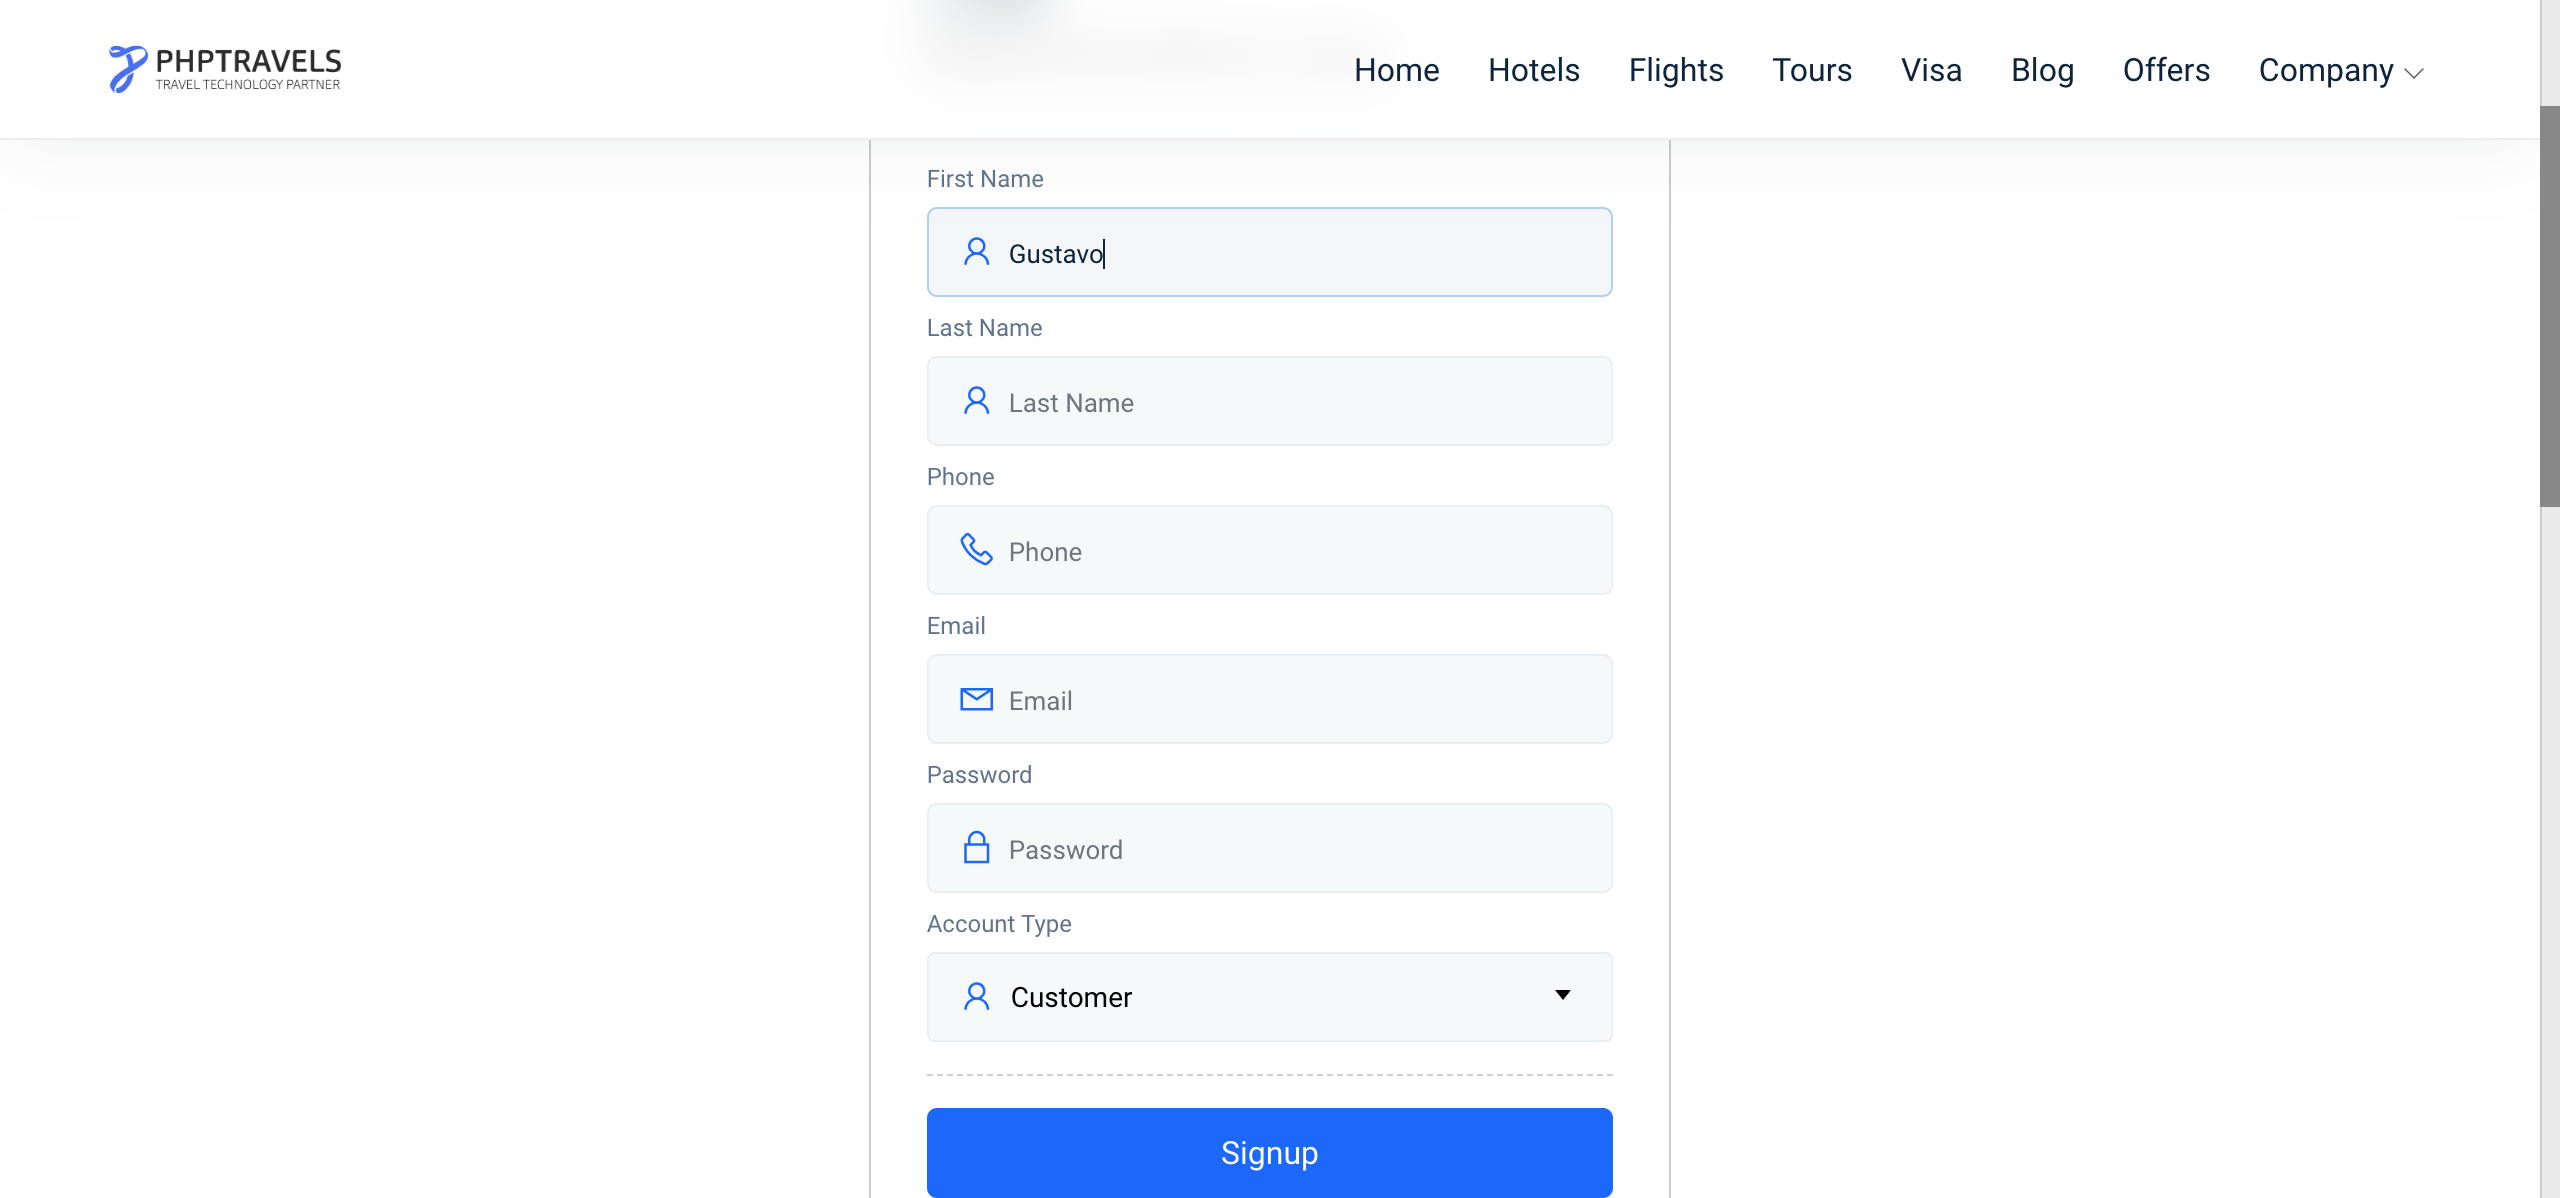 PHPTRAVELS
TRAVEL TECHNOLOGY PARTNER
Home Hotels Flights Tours Visa Blog Offers Company
First Name
Gustavo
Last Name
Last Name
Phone
Phone
Email
Email
Password
Password
Account Type
Customer
Signup